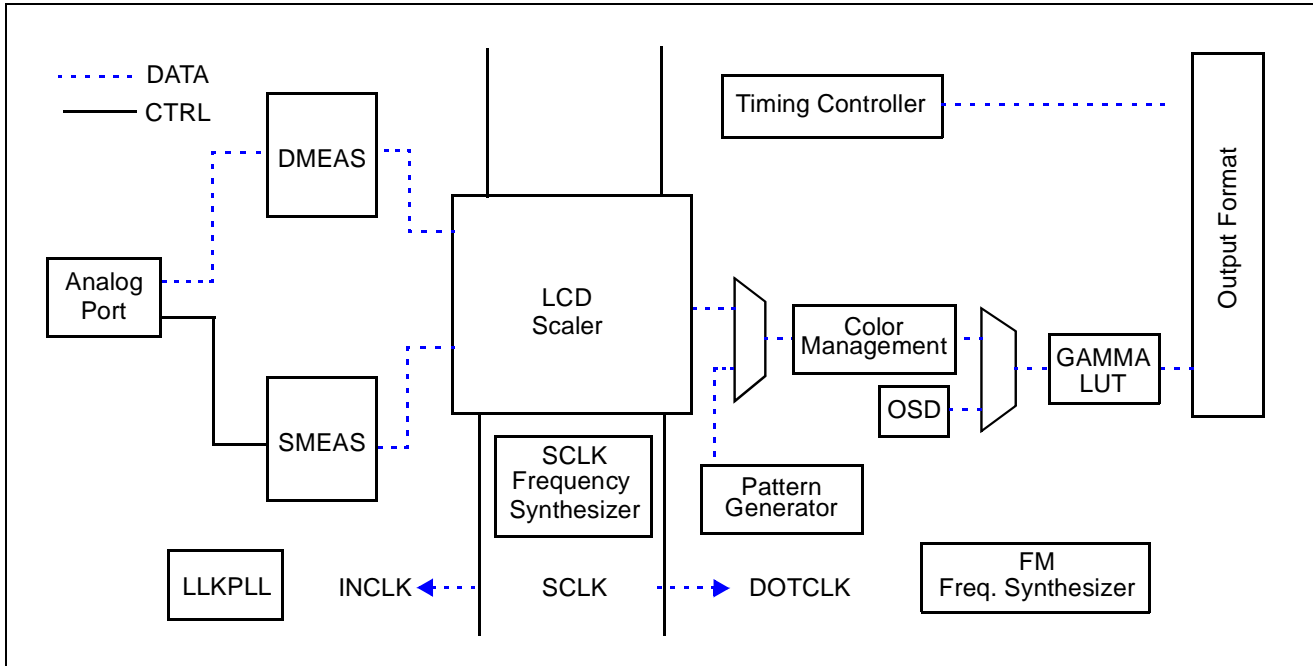 DATA
CTRL
DMEAS
Timing Controller
Output Format
Analog
Port
LCD
Scaler
Color
Management
GAMMA
LUT
OSD
SMEAS
SCLK
Frequency
Synthesizer
Pattern
Generator
LLKPLL
INCLK
SCLK
DOTCLK
FM
Freq. Synthesizer